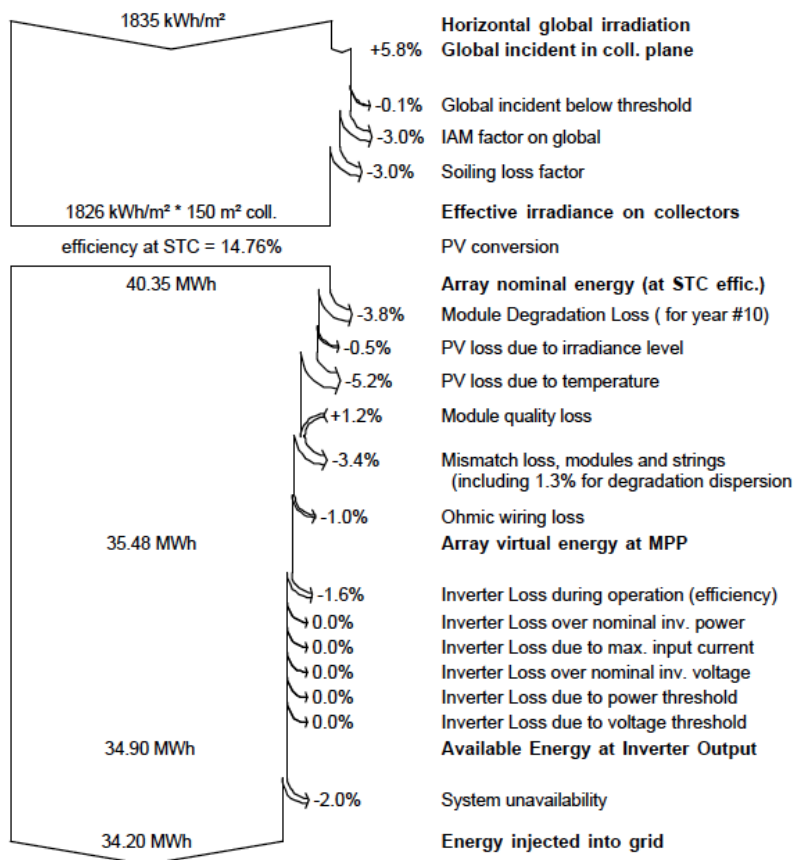 1835 kWh/m² Horizontal global irradiation
+5.8% Global incident in coll. plane
-0.1% Global incident below threshold
-3.0% IAM factor on global
-3.0% Soiling loss factor
1826 kWh/m² * 150 m² coll. Effective irradiance on collectors
efficiency at STC = 14.76% PV conversion
40.35 MWh Array nominal energy (at STC effic.)
-3.8% Module Degradation Loss ( for year #10)
-0.5% PV loss due to irradiance level
-5.2% PV loss due to temperature
+1.2% Module quality loss
-3.4% Mismatch loss, modules and strings
(including 1.3% for degradation dispersion
-1.0% Ohmic wiring loss
35.48 MWh Array virtual energy at MPP
-1.6% Inverter Loss during operation (efficiency)
0.0% Inverter Loss over nominal inv. power
0.0% Inverter Loss due to max. input current
0.0% Inverter Loss over nominal inv. voltage
0.0% Inverter Loss due to power threshold
0.0% Inverter Loss due to voltage threshold
34.90 MWh Available Energy at Inverter Output
-2.0% System unavailability
34.20 MWh Energy injected into grid